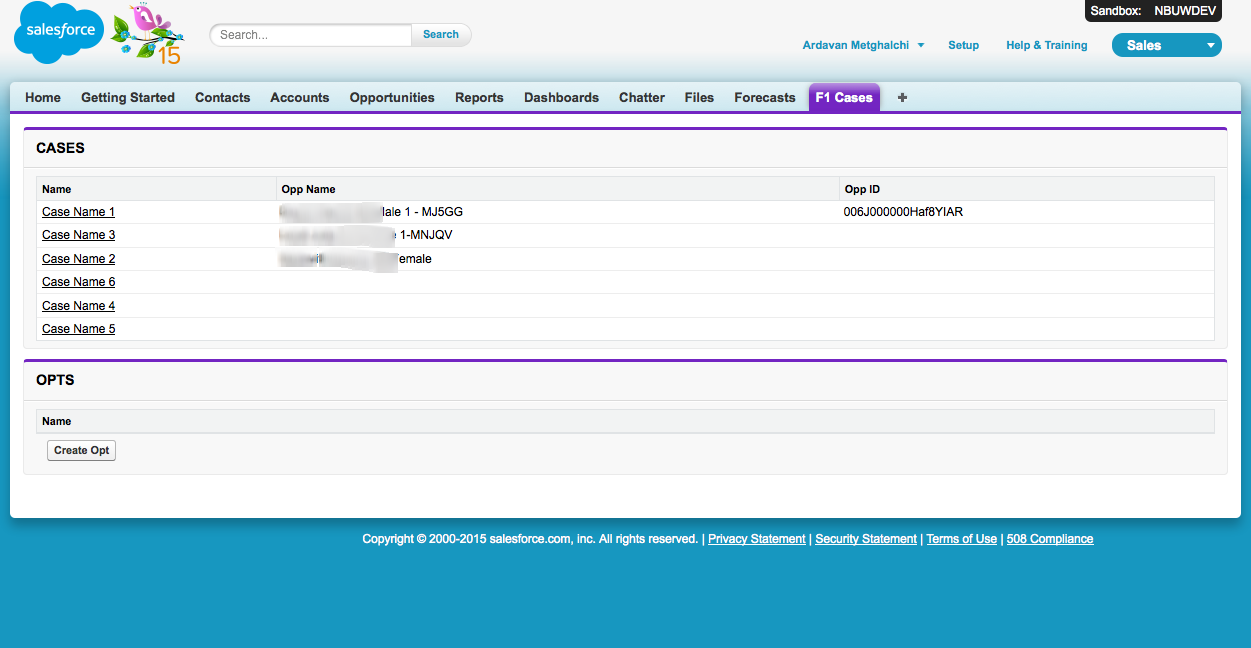 Sandbox: NBUWDEV
salesforce
15
Search...
Search
Ardavan Metghalchi
Setup
Help & Training
Sales
Home Getting Started Contacts Accounts Opportunities Reports Dashboards Chatter Files Forecasts F1 Cases +
CASES
Name Opp Name Opp ID
Case Name 1 1 - MJ5GG 006J000000Haf8YIAR
Case Name 3 1-MNJQV
Case Name 2 emale
Case Name 6
Case Name 4
Case Name 5
OPTS
Name
Create Opt
Copyright © 2000-2015 salesforce.com, inc. All rights reserved. | Privacy Statement | Security Statement | Terms of Use | 508 Compliance